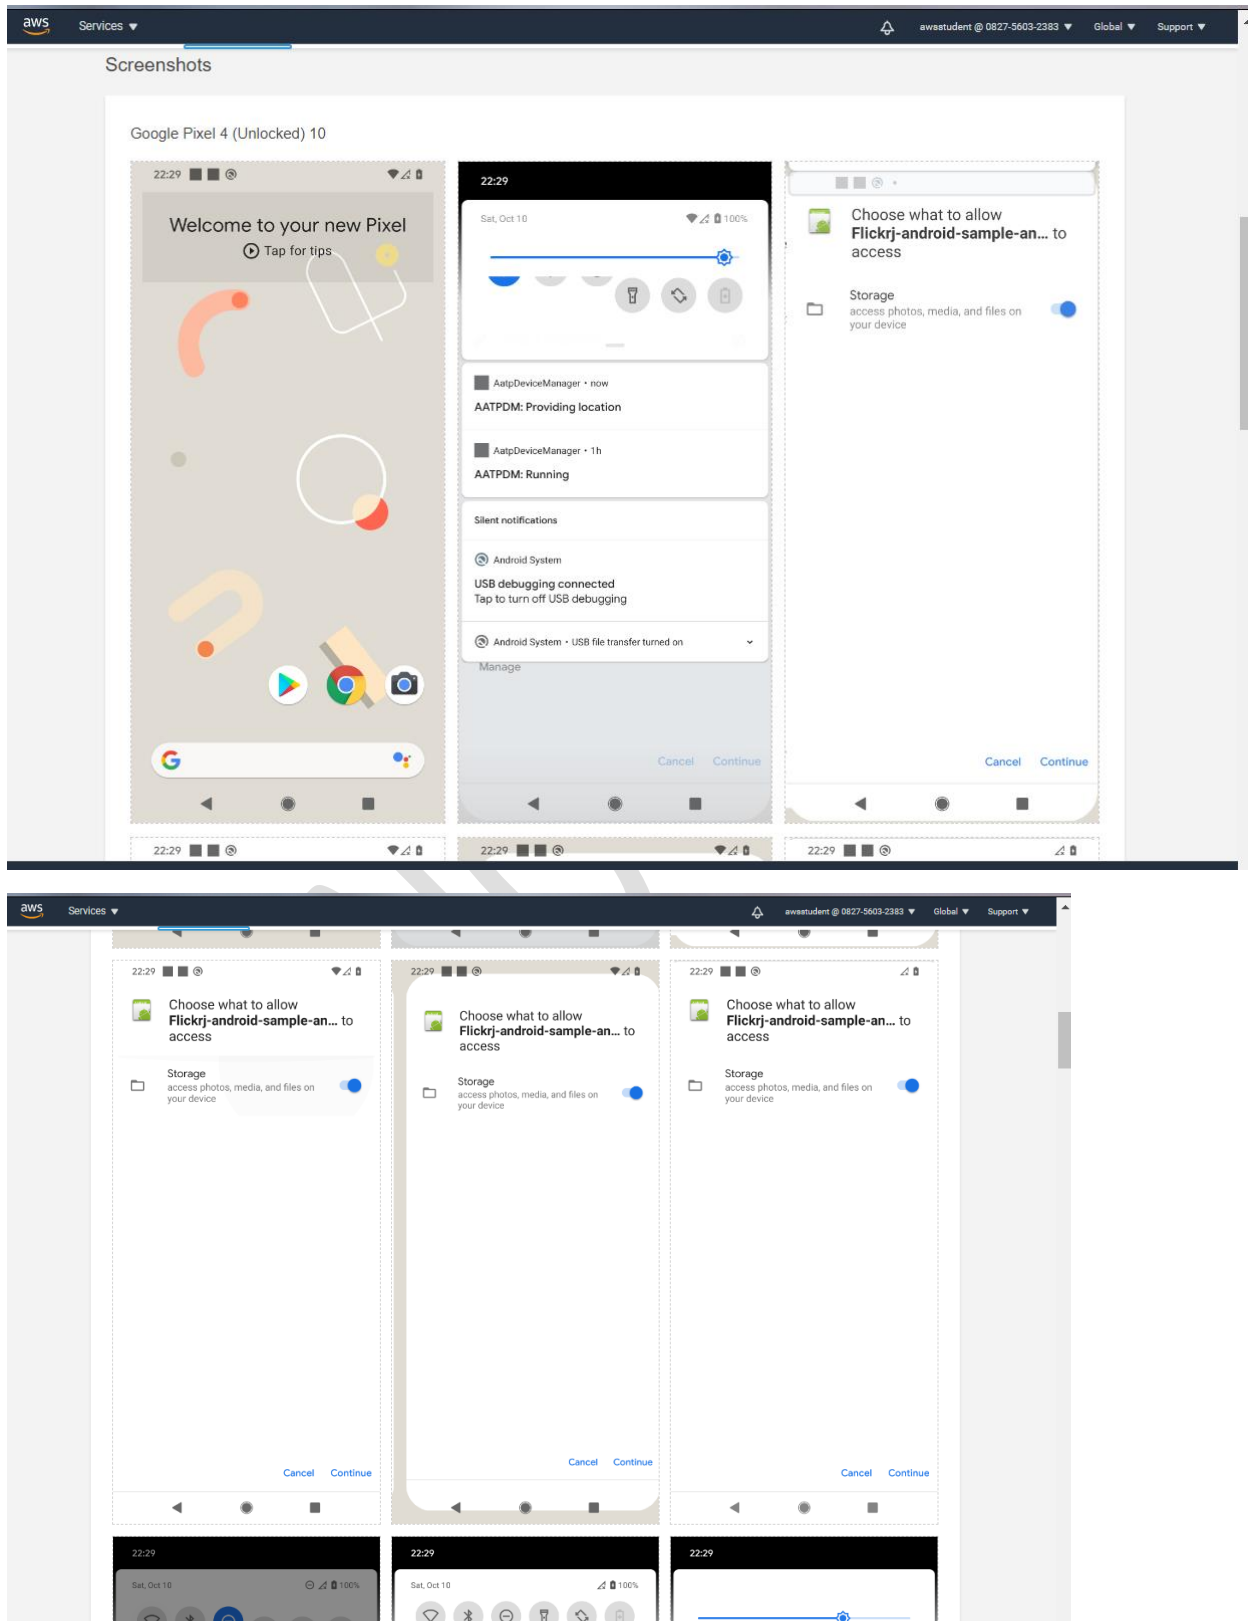 aws Services ▼ awsstudent @ 0827-5603-2383 ▼ Global ▼ Support ▼
Screenshots
Google Pixel 4 (Unlocked) 10
22:29
Welcome to your new Pixel
Tap for tips
22:29
Sat, Oct 10 100%
AatpDeviceManager • now
AATPDM: Providing location
AatpDeviceManager • 1h
AATPDM: Running
Silent notifications
Android System
USB debugging connected
Tap to turn off USB debugging
Android System • USB file transfer turned on
Manage
Cancel Continue
Choose what to allow
Flickrj-android-sample-an... to
access
Storage
access photos, media, and files on
your device
Cancel Continue
22:29
22:29
22:29
aws Services ▼ awsstudent @ 0827-5603-2383 ▼ Global ▼ Support ▼
22:29
Choose what to allow
Flickrj-android-sample-an... to
access
Storage
access photos, media, and files on
your device
Cancel Continue
22:29
Choose what to allow
Flickrj-android-sample-an... to
access
Storage
access photos, media, and files on
your device
Cancel Continue
22:29
Choose what to allow
Flickrj-android-sample-an... to
access
Storage
access photos, media, and files on
your device
Cancel Continue
22:29
Sat, Oct 10 100%
22:29
Sat, Oct 10 100%
22:29